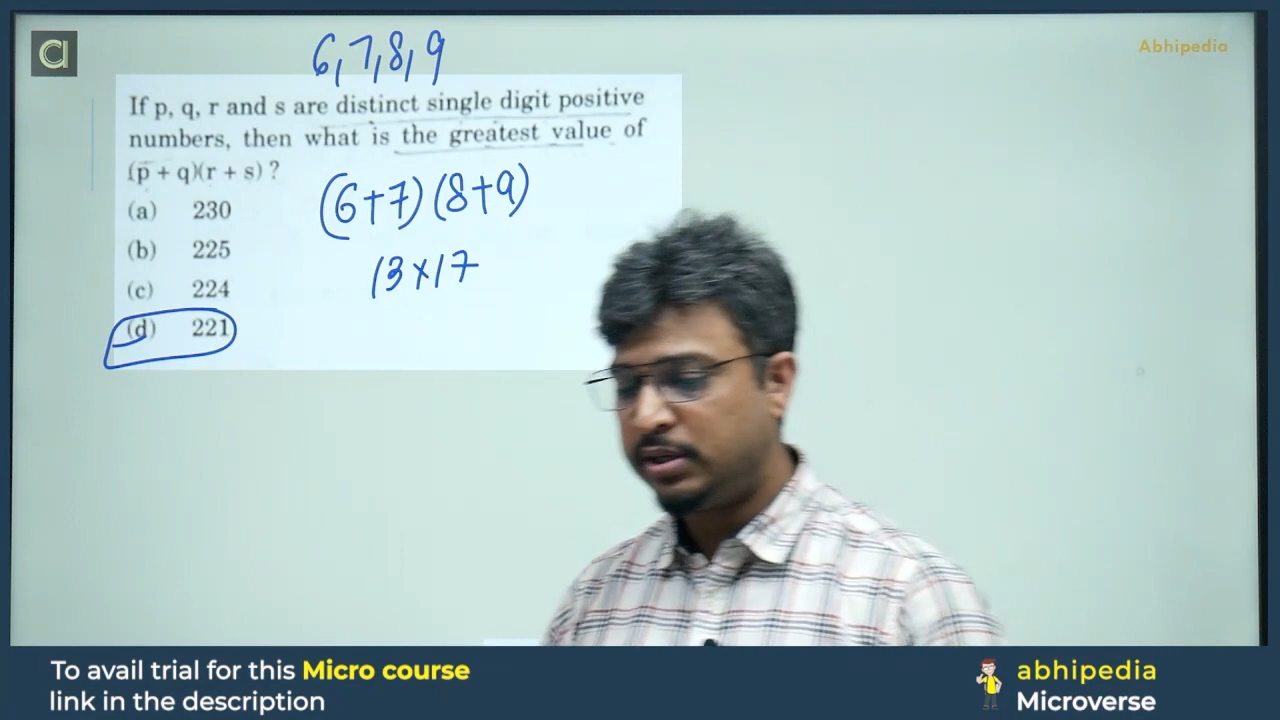 Abhipedia
6, 7, 8, 9
If p, q, r and s are distinct single digit positive
numbers, then what is the greatest value of
(p + q)(r + s) ?
(6+7) (8+9)
13×17
(a) 230
(b) 225
(c) 224
(d) 221
To avail trial for this Micro course
link in the description
abhipedia
Microverse